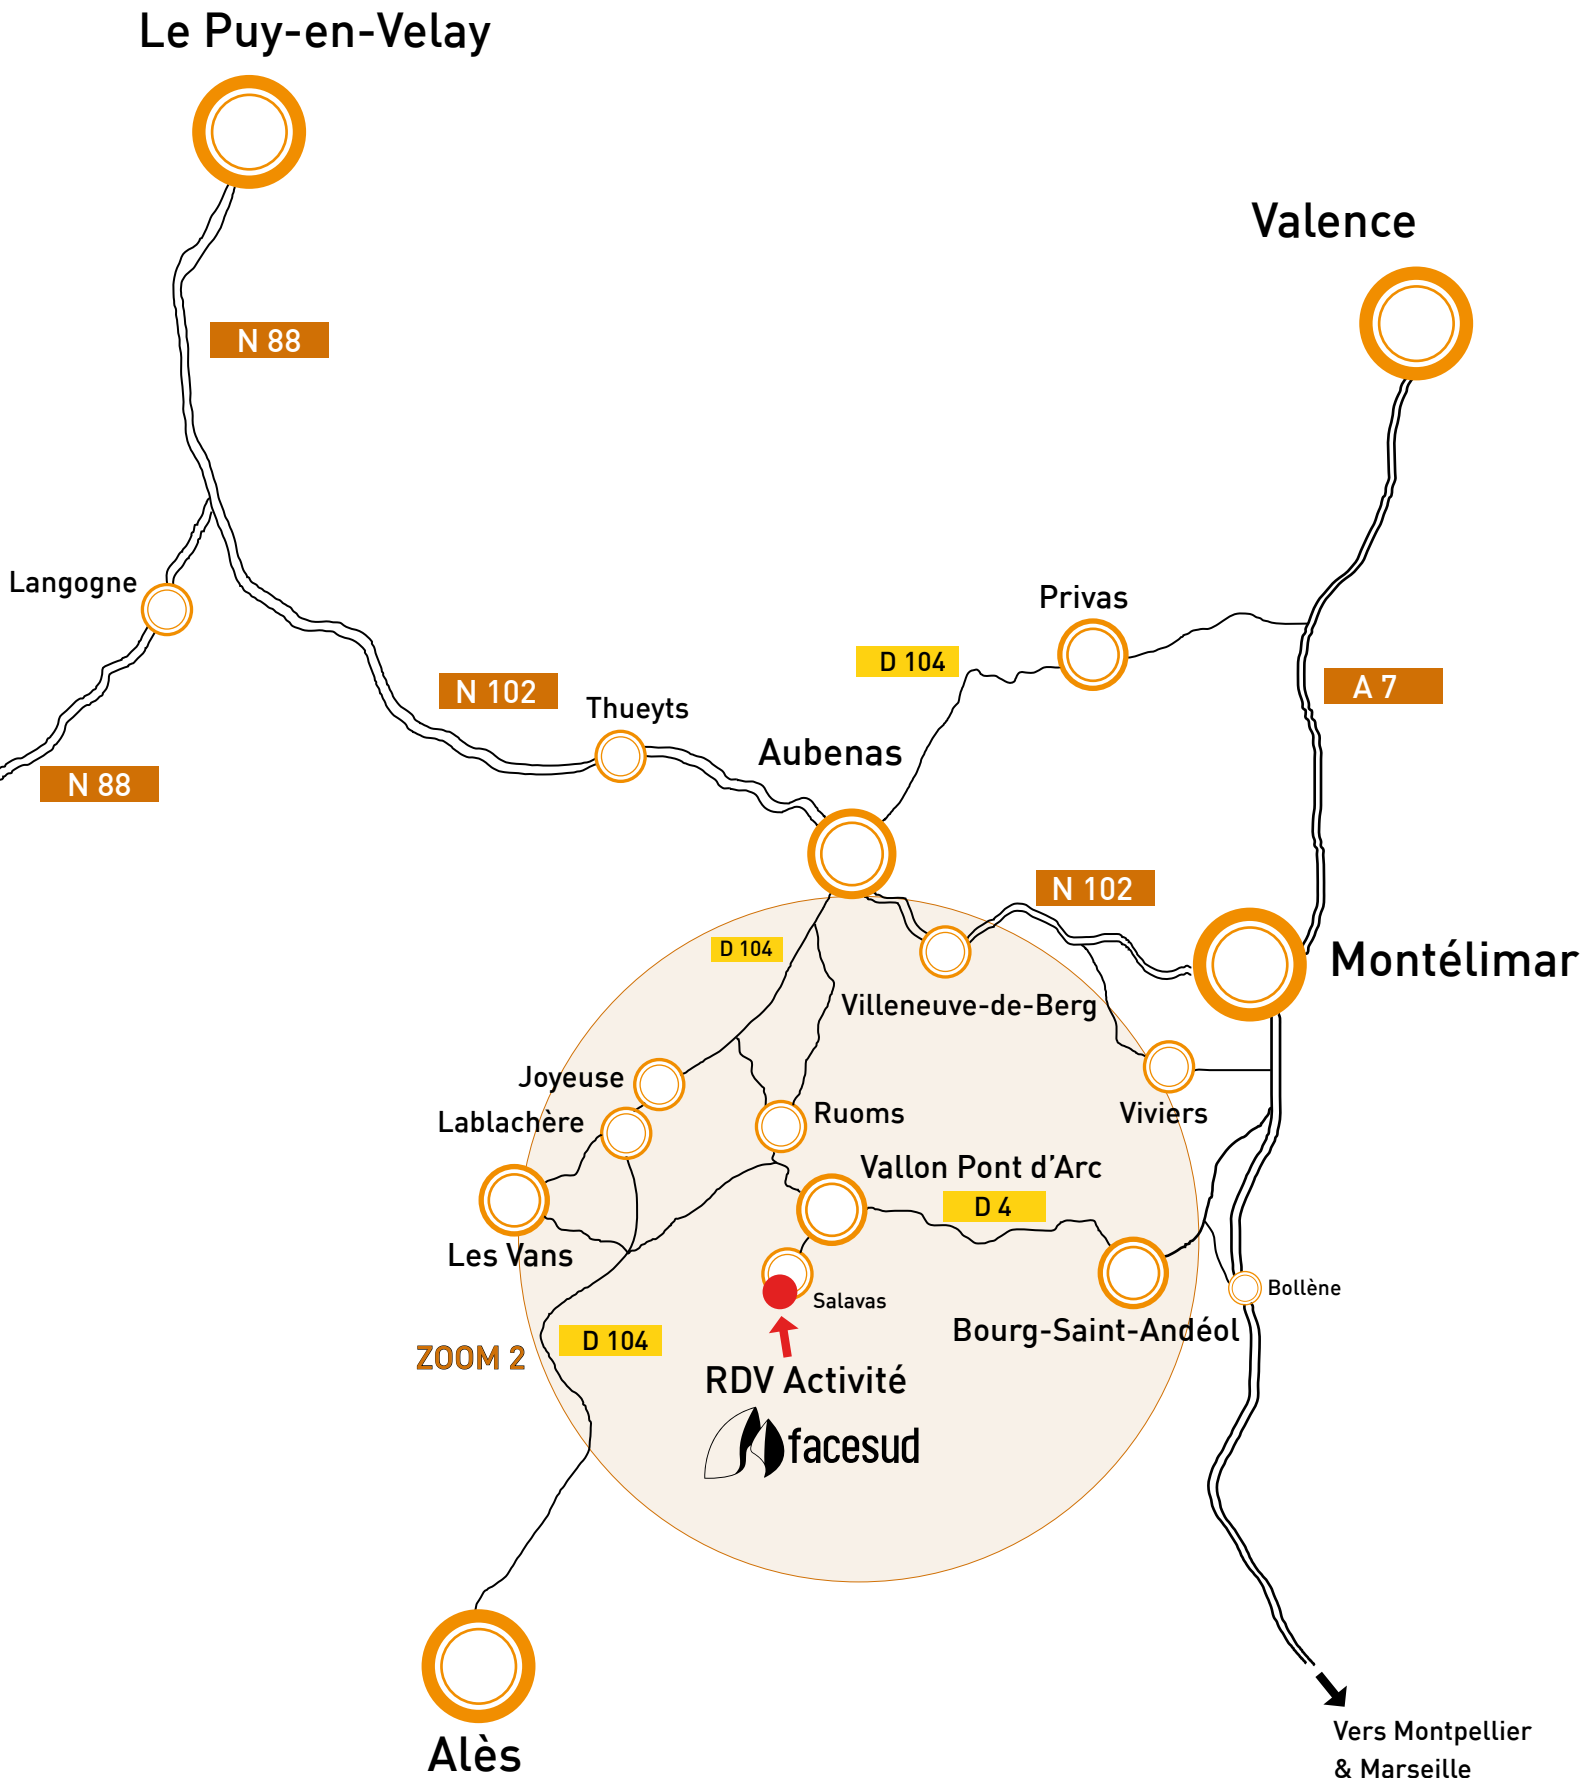 Le Puy-en-Velay
Valence
N 88
Langogne
Privas
D 104
A 7
N 102
Thueyts
Aubenas
N 88
N 102
D 104
Montélimar
Villeneuve-de-Berg
Joyeuse
Lablachère
Ruoms
Viviers
Vallon Pont d'Arc
D 4
Les Vans
Salavas
Bollène
Bourg-Saint-Andéol
D 104
ZOOM 2
RDV Activité
facesud
Alès
Vers Montpellier
& Marseille